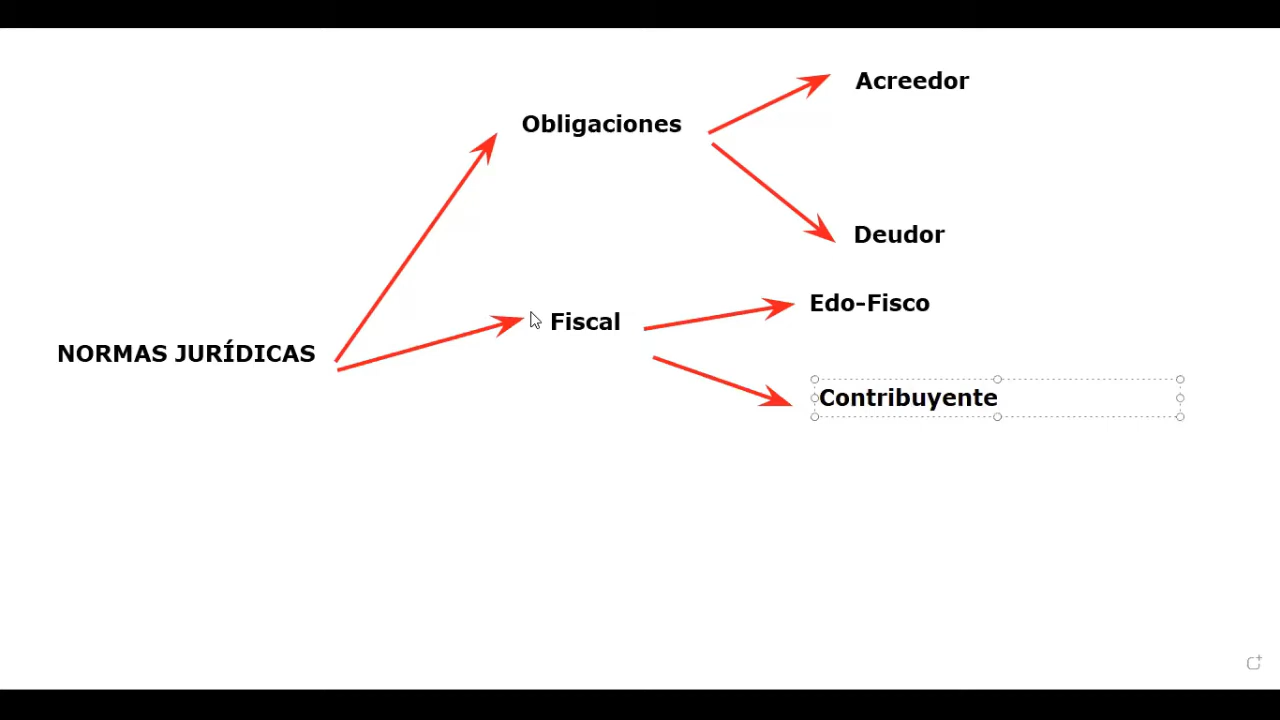 Acreedor
Obligaciones
Deudor
Edo-Fisco
Fiscal
NORMAS JURÍDICAS
Contribuyente